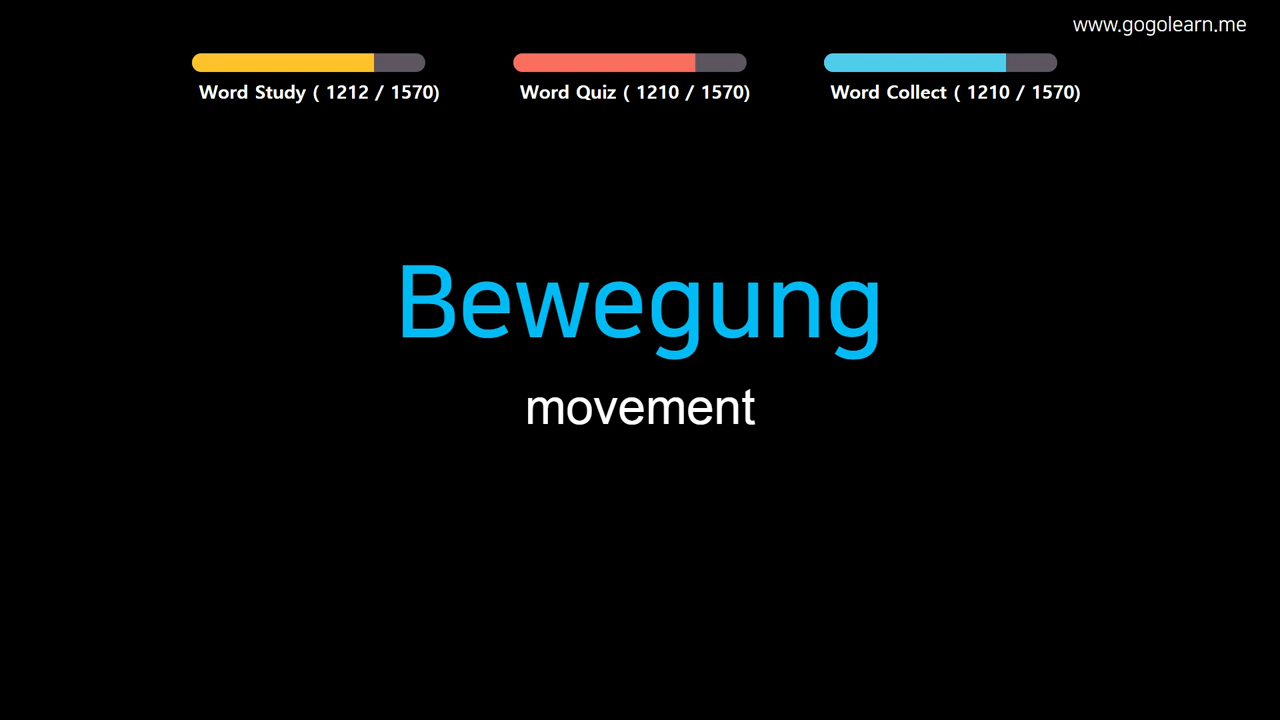 www.gogolearn.me
Word Study ( 1212 / 1570)
Word Quiz ( 1210 / 1570)
Word Collect ( 1210 / 1570)
Bewegung
movement